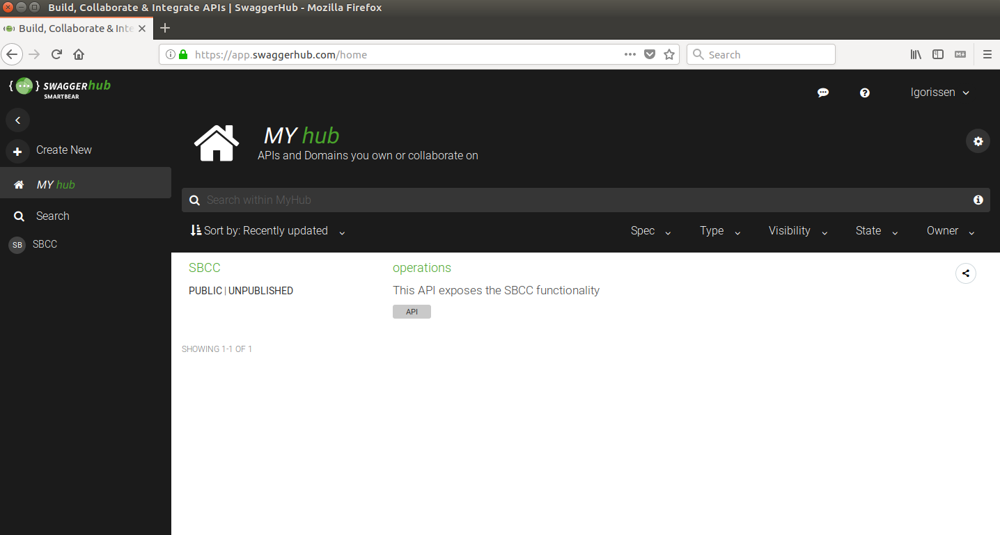 Build, Collaborate & Integrate APIs | SwaggerHub - Mozilla Firefox
Build, Collaborate & Inte
https://app.swaggerhub.com/home
Search
{ ··· } SWAGGERhub
SMARTBEAR
lgorissen
Create New
MY hub
Search
SB SBCC
MY hub
APIs and Domains you own or collaborate on
Search within MyHub
Sort by: Recently updated
Spec
Type
Visibility
State
Owner
SBCC
operations
PUBLIC | UNPUBLISHED
This API exposes the SBCC functionality
API
SHOWING 1-1 OF 1